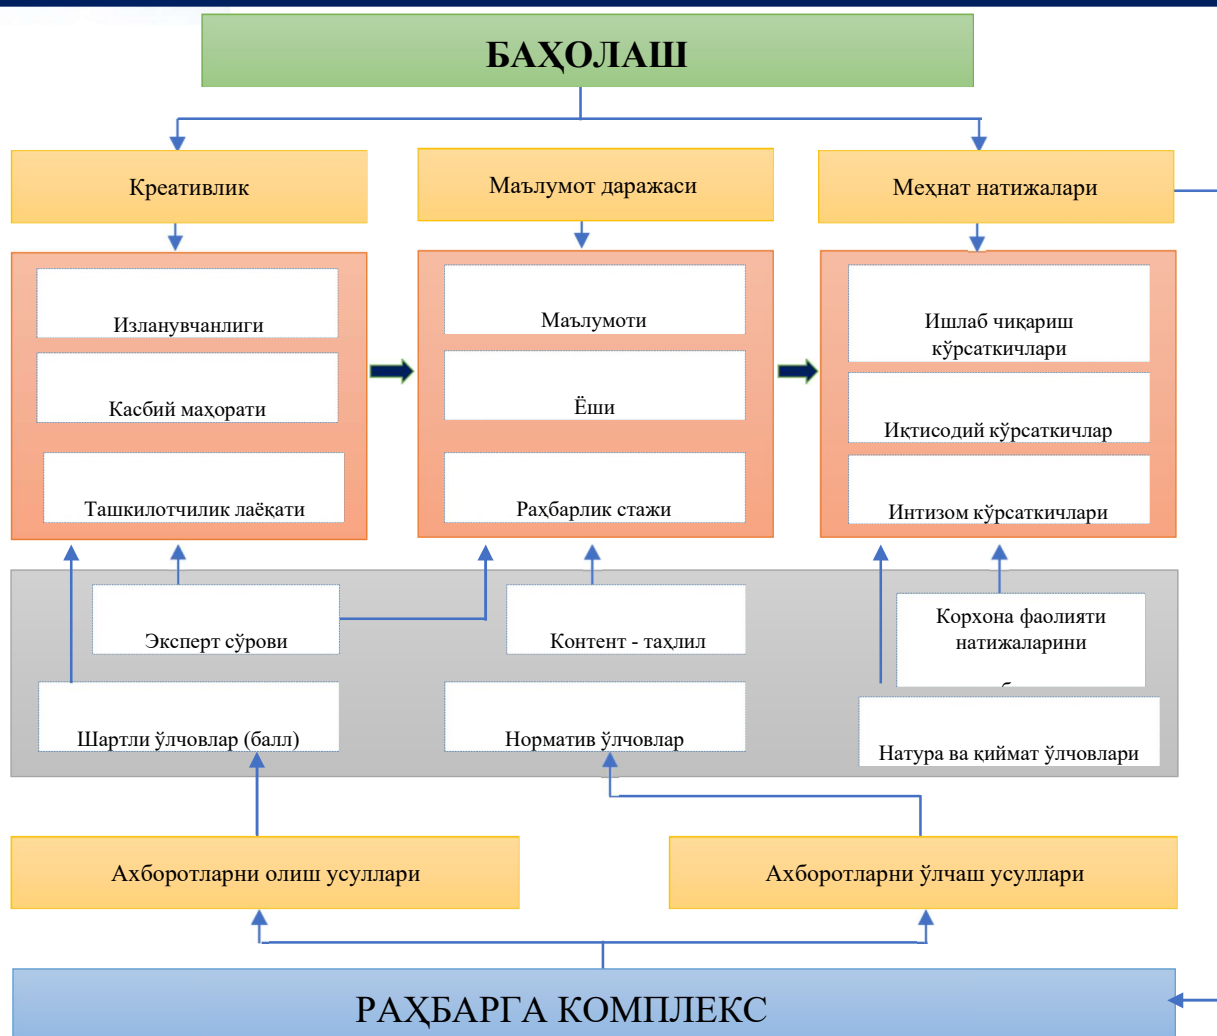 БАҲОЛАШ
Креативлик
Маълумот даражаси
Меҳнат натижалари
Изланувчанлиги
Касбий маҳорати
Ташкилотчилик лаёқати
Маълумоти
Ёши
Раҳбарлик стажи
Ишлаб чиқариш
кўрсаткичлари
Иқтисодий кўрсаткичлар
Интизом кўрсаткичлари
Эксперт сўрови
Контент - таҳлил
Корхона фаолияти
натижаларини
Шартли ўлчовлар (балл)
Норматив ўлчовлар
Натура ва қиймат ўлчовлари
Ахборотларни олиш усуллари
Ахборотларни ўлчаш усуллари
РАҲБАРГА КОМПЛЕКС